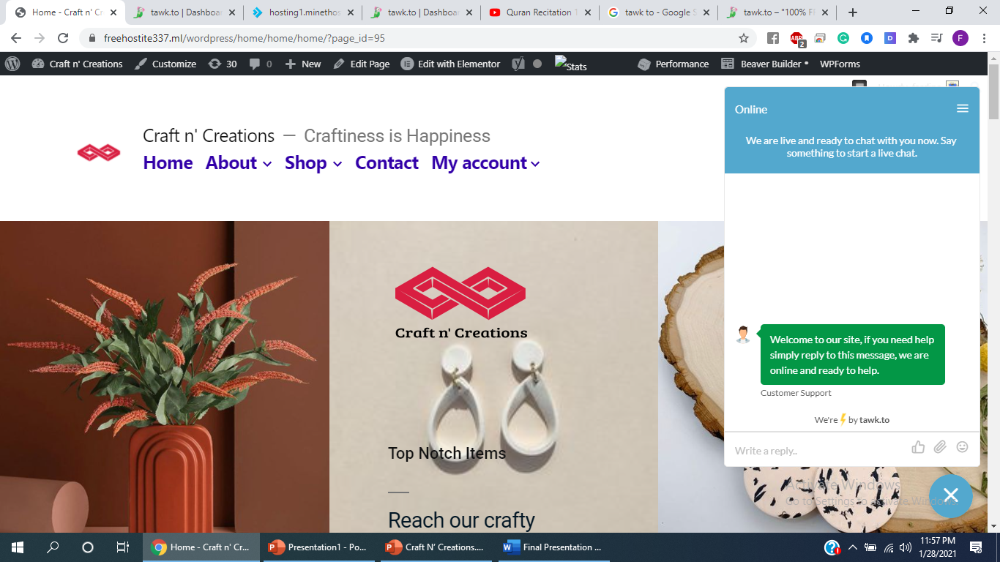 Home - Craft n' Cr
tawk.to | Dashboar
hosting1.minethos
tawk.to | Dashboar
Quran Recitation 1
tawk to - Google S
tawk.to – "100% FR
freehostite337.ml/wordpress/home/home/home/?page_id=95
ABP
2
D
F
Craft n' Creations
Customize
30
0
New
Edit Page
Edit with Elementor
Stats
Performance
Beaver Builder
WPForms
Craft n' Creations — Craftiness is Happiness
Home About Shop Contact My account
Craft n' Creations
Top Notch Items
Reach our crafty
Online
We are live and ready to chat with you now. Say
something to start a live chat.
Welcome to our site, if you need help
simply reply to this message, we are
online and ready to help.
Customer Support
We're by tawk.to
Write a reply..
Activate Windows
Go to Settings to activate Windows.
Home - Craft n' Cr...
Presentation1 - Po...
Craft N' Creations....
Final Presentation ...
11:57 PM
1/28/2021